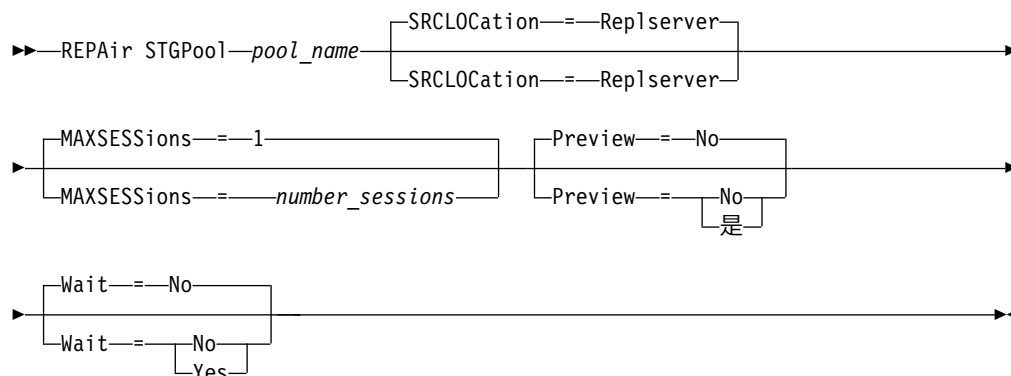 SRCLOCation = Replserver
REPAir STGPool pool_name
SRCLOCation = Replserver
MAXSESSions = 1
MAXSESSions = number_sessions
Preview = No
Preview = No
是
Wait = No
Wait = No
Yes